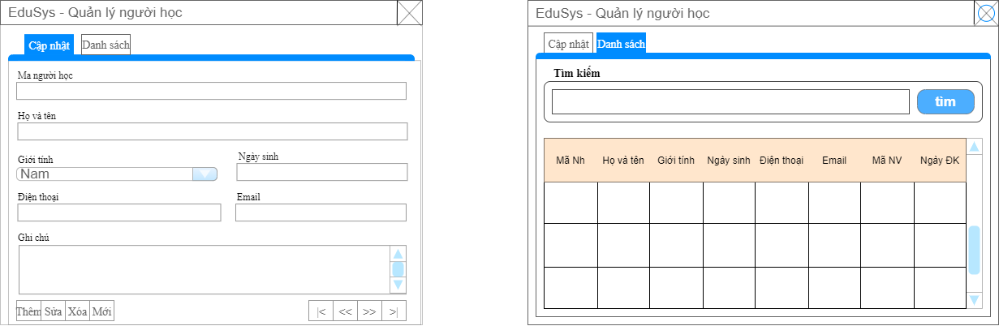 EduSys - Quản lý người học
Cập nhật
Danh sách
Ma người học
Họ và tên
Giới tính
Ngày sinh
Nam
Điện thoại
Email
Ghi chú
Thêm Sửa Xóa Mới
|< << >> >|
EduSys - Quản lý người học
Cập nhật
Danh sách
Tìm kiếm
tìm
Mã Nh Họ và tên Giới tính Ngày sinh Điện thoại Email Mã NV Ngày ĐK